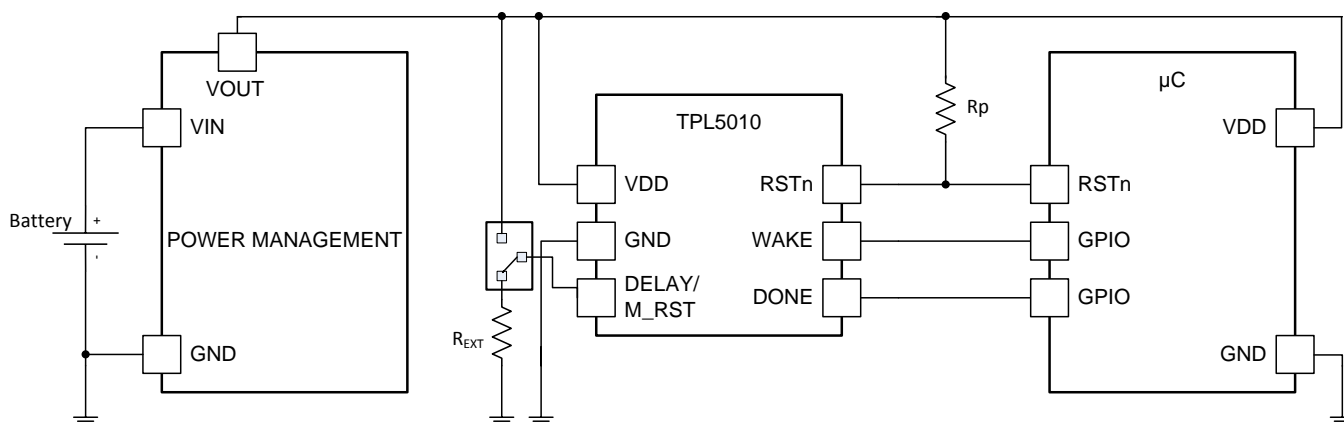 VOUT
VIN
Battery
+
-
POWER MANAGEMENT
GND
TPL5010
VDD
GND
DELAY/
M_RST
RSTn
WAKE
DONE
REXT
Rp
µC
VDD
RSTn
GPIO
GPIO
GND